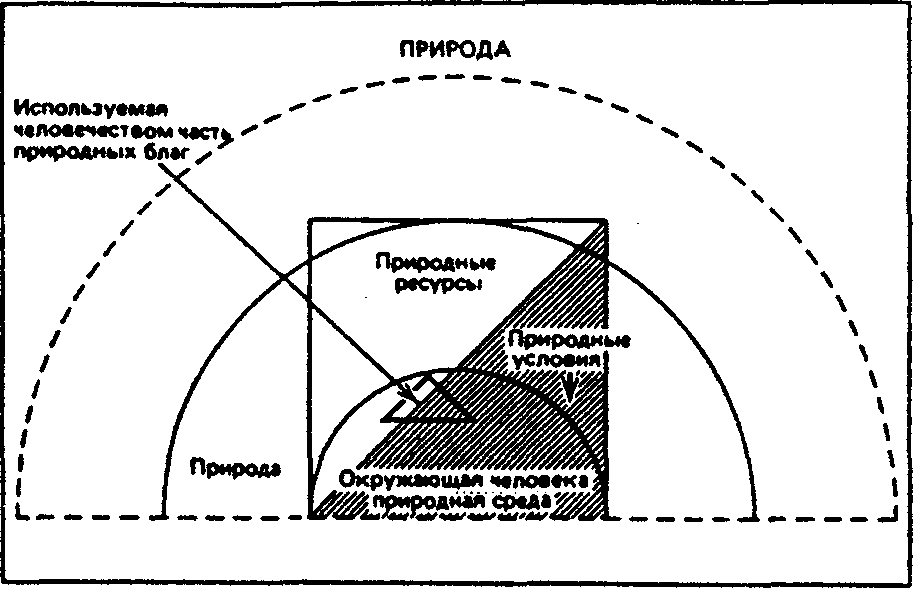 ПРИРОДА
Используемая
человечеством часть
природных благ
Природные
ресурсы
Природные
условия
Природа
Окружающая человека
природная среда